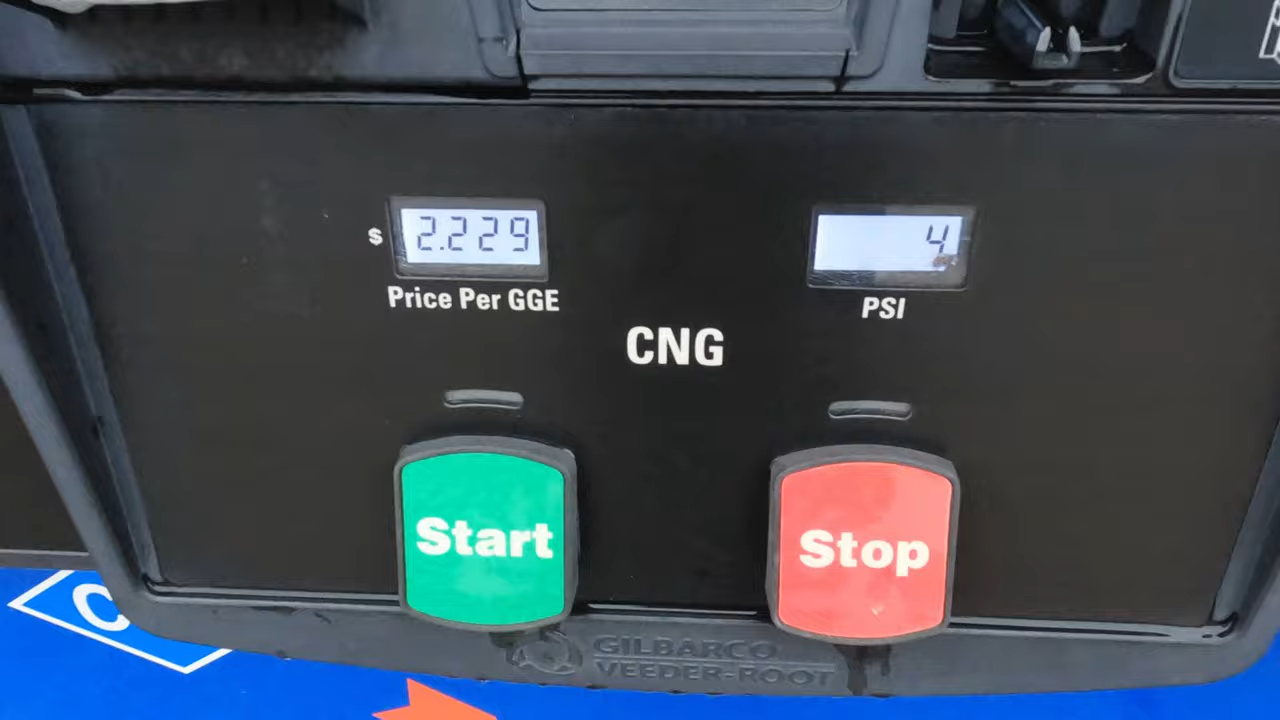 $ 2.229
4
Price Per GGE
PSI
CNG
Start
Stop
GILBARCO
VEEDER-ROOT
C